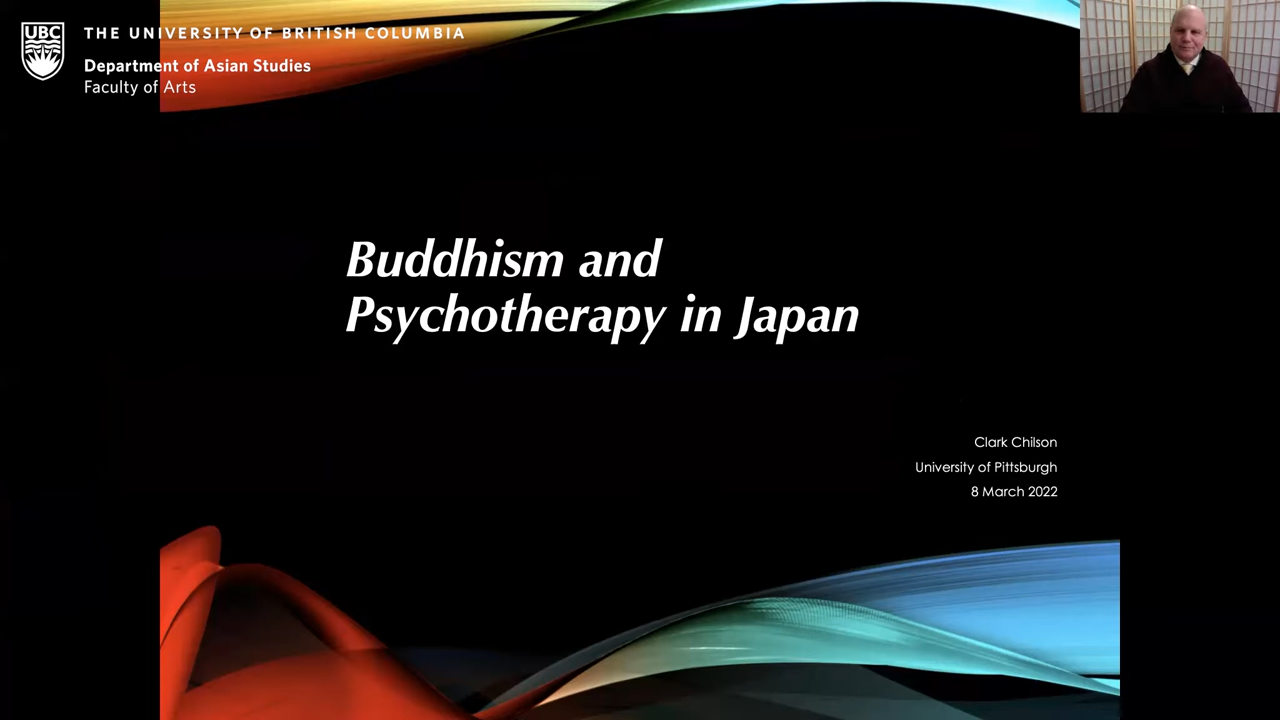 UBC
THE UNIVERSITY OF BRITISH COLUMBIA
Department of Asian Studies
Faculty of Arts
Buddhism and
Psychotherapy in Japan
Clark Chilson
University of Pittsburgh
8 March 2022